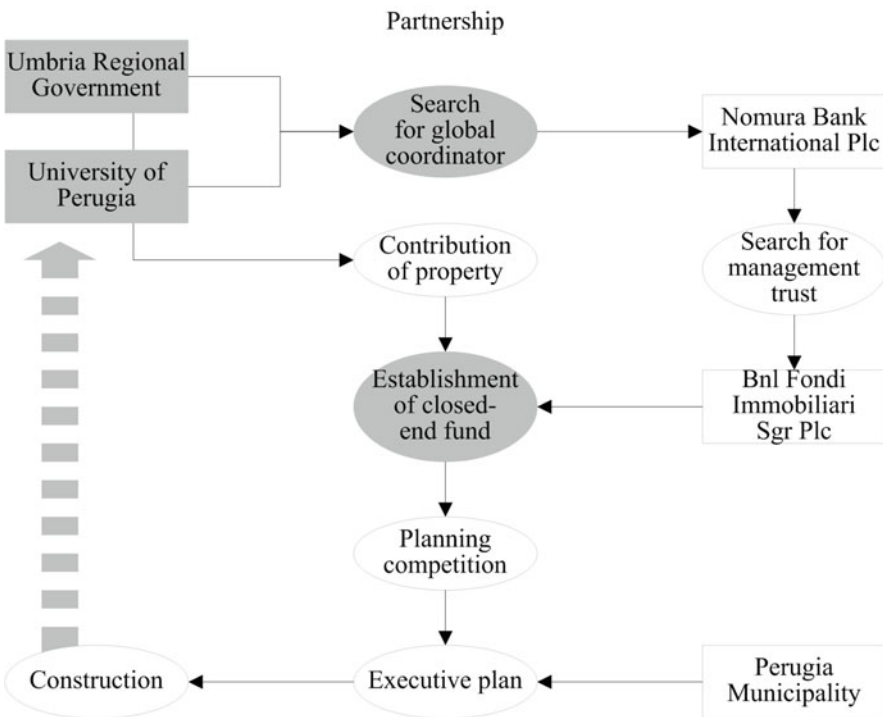 Partnership
Umbria Regional
Government
Search
for global
coordinator
Nomura Bank
International Plc
University of
Perugia
Contribution
of property
Search for
management
trust
Establishment
of closed-
end fund
Bnl Fondi
Immobiliari
Sgr Plc
Planning
competition
Construction
Executive plan
Perugia
Municipality